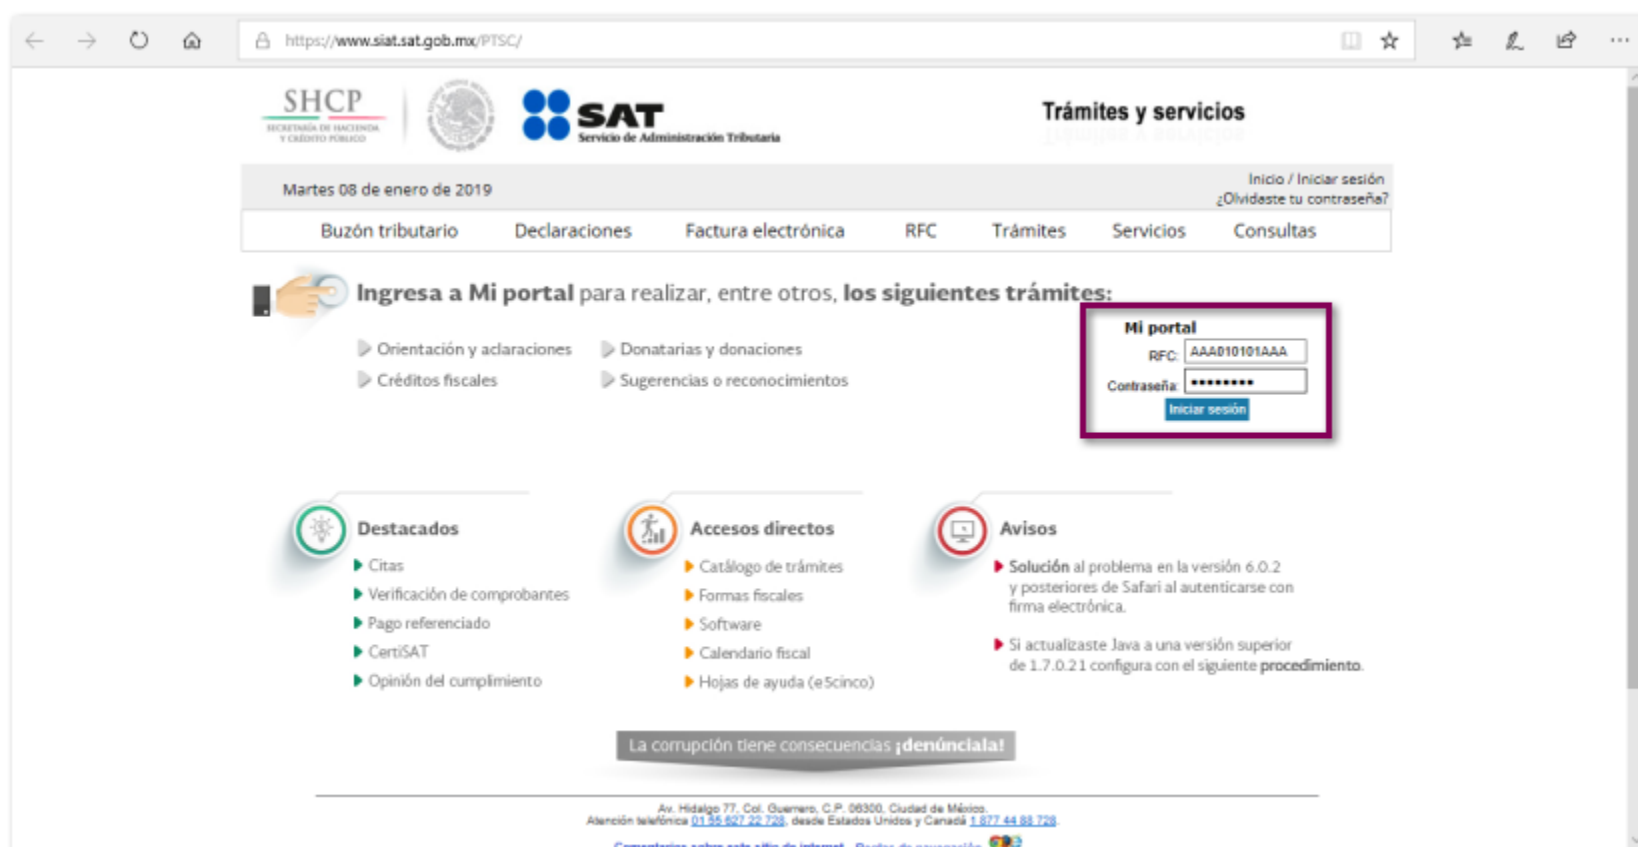 https://www.siat.sat.gob.mx/PTSC/
SHCP
SECRETARÍA DE HACIENDA
Y CRÉDITO PÚBLICO
SAT
Servicio de Administración Tributaria
Trámites y servicios
Martes 08 de enero de 2019
Inicio / Iniciar sesión
¿Olvidaste tu contraseña?
Buzón tributario Declaraciones Factura electrónica RFC Trámites Servicios Consultas
Ingresa a Mi portal para realizar, entre otros, los siguientes trámites:
Orientación y aclaraciones
Donatarias y donaciones
Créditos fiscales
Sugerencias o reconocimientos
Mi portal
RFC: AAA010101AAA
Contraseña: ••••••••
Iniciar sesión
Destacados
Citas
Verificación de comprobantes
Pago referenciado
CertiSAT
Opinión del cumplimiento
Accesos directos
Catálogo de trámites
Formas fiscales
Software
Calendario fiscal
Hojas de ayuda (e5cinco)
Avisos
Solución al problema en la versión 6.0.2
y posteriores de Safari al autenticarse con
firma electrónica.
Si actualizaste Java a una versión superior
de 1.7.0.21 configura con el siguiente procedimiento.
La corrupción tiene consecuencias ¡denúnciala!
Av. Hidalgo 77, Col. Guerrero, C.P. 06300, Ciudad de México.
Atención telefónica 01 55 627 22 728, desde Estados Unidos y Canadá 1 877 44 88 728.
Comentarios sobre este sitio de internet